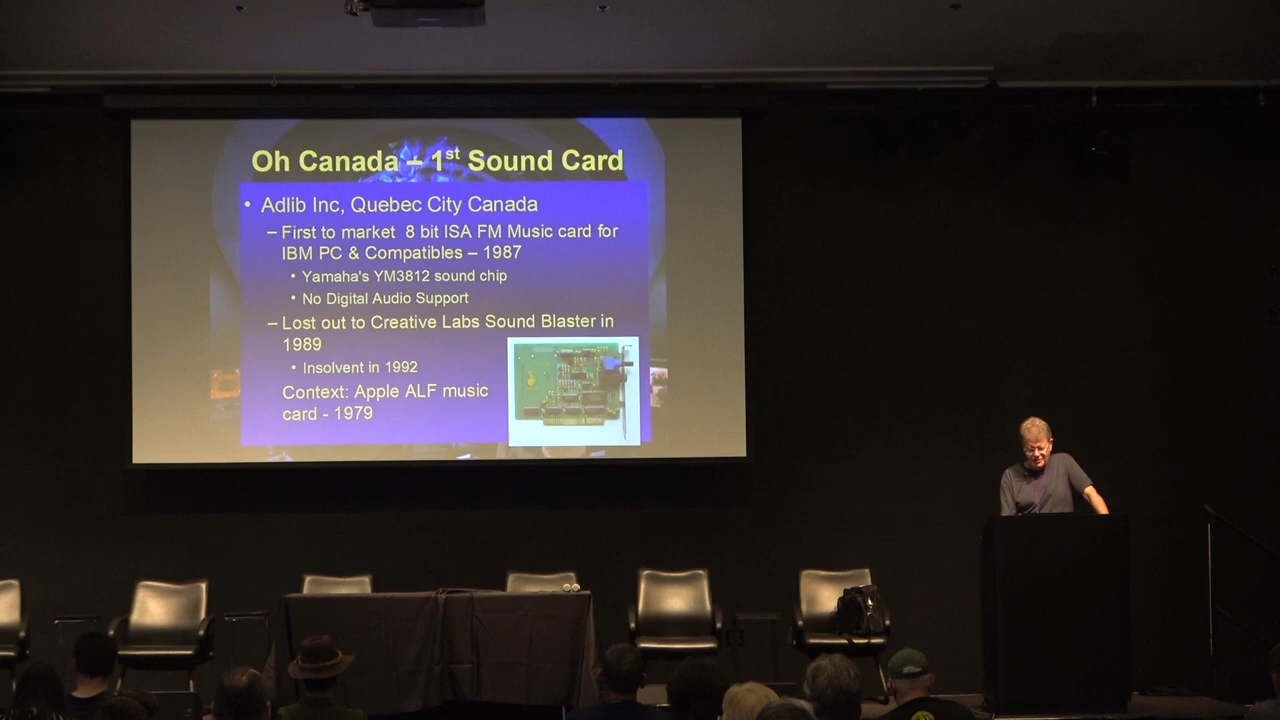 Oh Canada – 1st Sound Card
• Adlib Inc, Quebec City Canada
– First to market 8 bit ISA FM Music card for
IBM PC & Compatibles – 1987
• Yamaha's YM3812 sound chip
• No Digital Audio Support
– Lost out to Creative Labs Sound Blaster in
1989
• Insolvent in 1992
Context: Apple ALF music
card - 1979